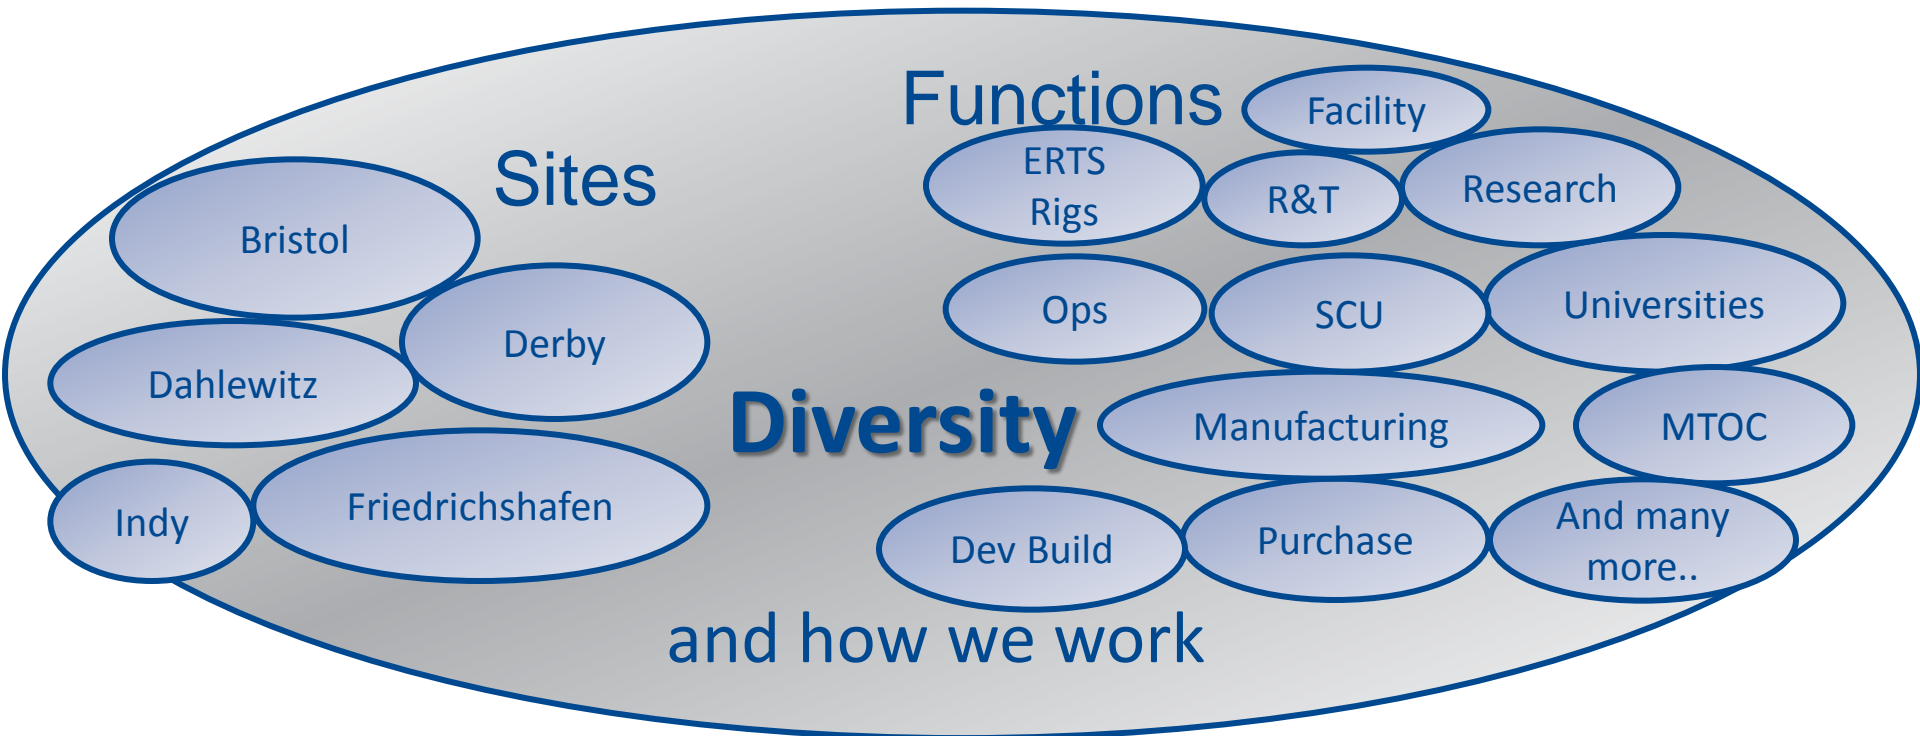 Functions
Facility
Sites
ERTS
Rigs
R&T
Research
Bristol
Ops
SCU
Universities
Derby
Dahlewitz
Diversity
Manufacturing
MTOC
Indy
Friedrichshafen
Dev Build
Purchase
And many
more..
and how we work